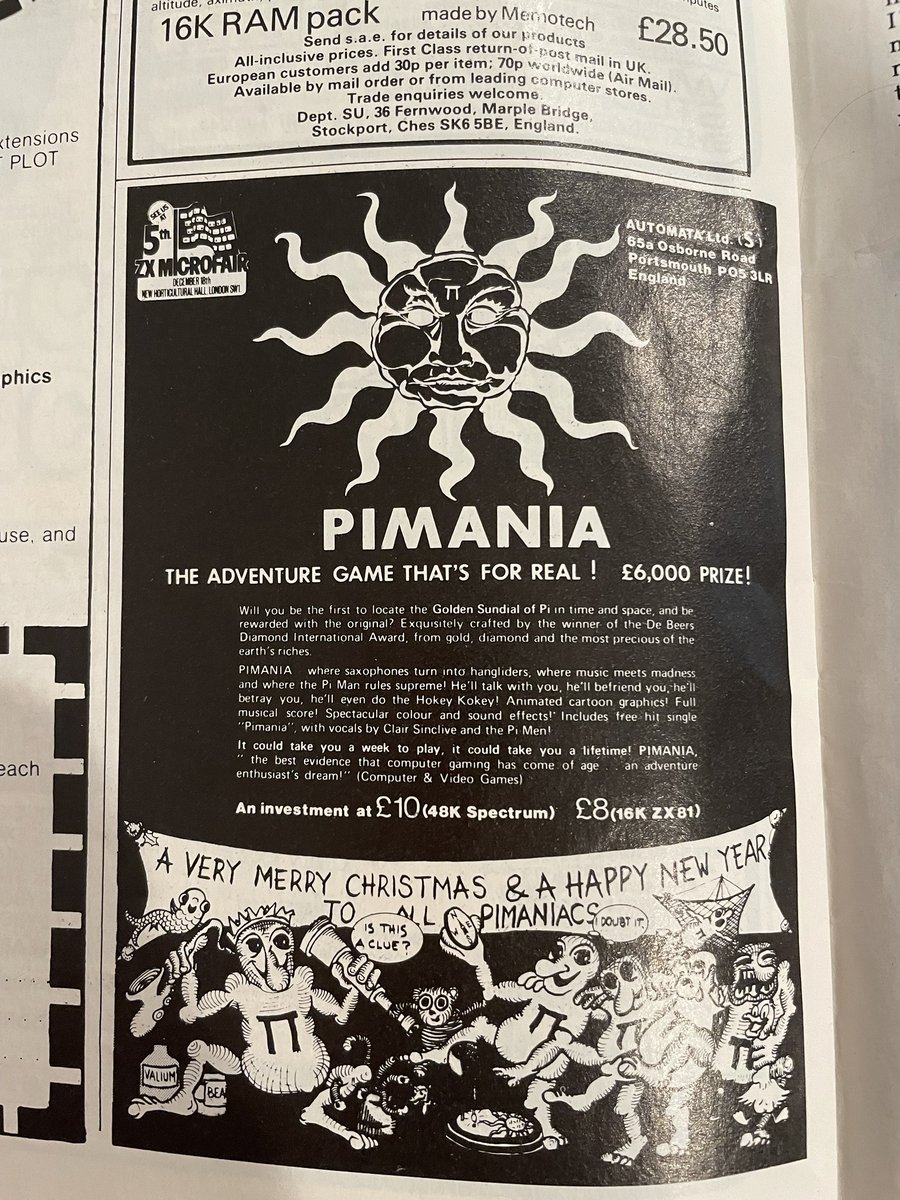 16K RAM pack made by Memotech £28.50
Send s.a.e. for details of our products
All-inclusive prices. First Class return-of-post mail in UK.
European customers add 30p per item; 70p worldwide (Air Mail).
Available by mail order or from leading computer stores.
Trade enquiries welcome.
Dept. SU, 36 Fernwood, Marple Bridge,
Stockport, Ches SK6 5BE, England.
xtensions
PLOT
phics
use, and
each
SEE US
AT
5th
ZX MICROFAIR
DECEMBER 18th
NEW HORTICULTURAL HALL, LONDON SW1.
AUTOMATA Ltd. (S)
65a Osborne Road
Portsmouth PO5 3LR
England
π
PIMANIA
THE ADVENTURE GAME THAT'S FOR REAL ! £6,000 PRIZE!
Will you be the first to locate the Golden Sundial of Pi in time and space, and be
rewarded with the original? Exquisitely crafted by the winner of the De Beers
Diamond International Award, from gold, diamond and the most precious of the
earth's riches.
PIMANIA where saxophones turn into hangliders, where music meets madness
and where the Pi Man rules supreme! He'll talk with you, he'll befriend you, he'll
betray you, he'll even do the Hokey Kokey! Animated cartoon graphics! Full
musical score! Spectacular colour and sound effects!' Includes free hit single
"Pimania", with vocals by Clair Sinclive and the Pi Men!
It could take you a week to play, it could take you a lifetime! PIMANIA,
" the best evidence that computer gaming has come of age . . an adventure
enthusiast's dream!" (Computer & Video Games)
An investment at £10 (48K Spectrum) £8 (16K ZX81)
A VERY MERRY CHRISTMAS & A HAPPY NEW YEAR
TO ALL PIMANIACS
IS THIS
A CLUE?
DOUBT IT.
π
π
π
π
VALIUM
BEA